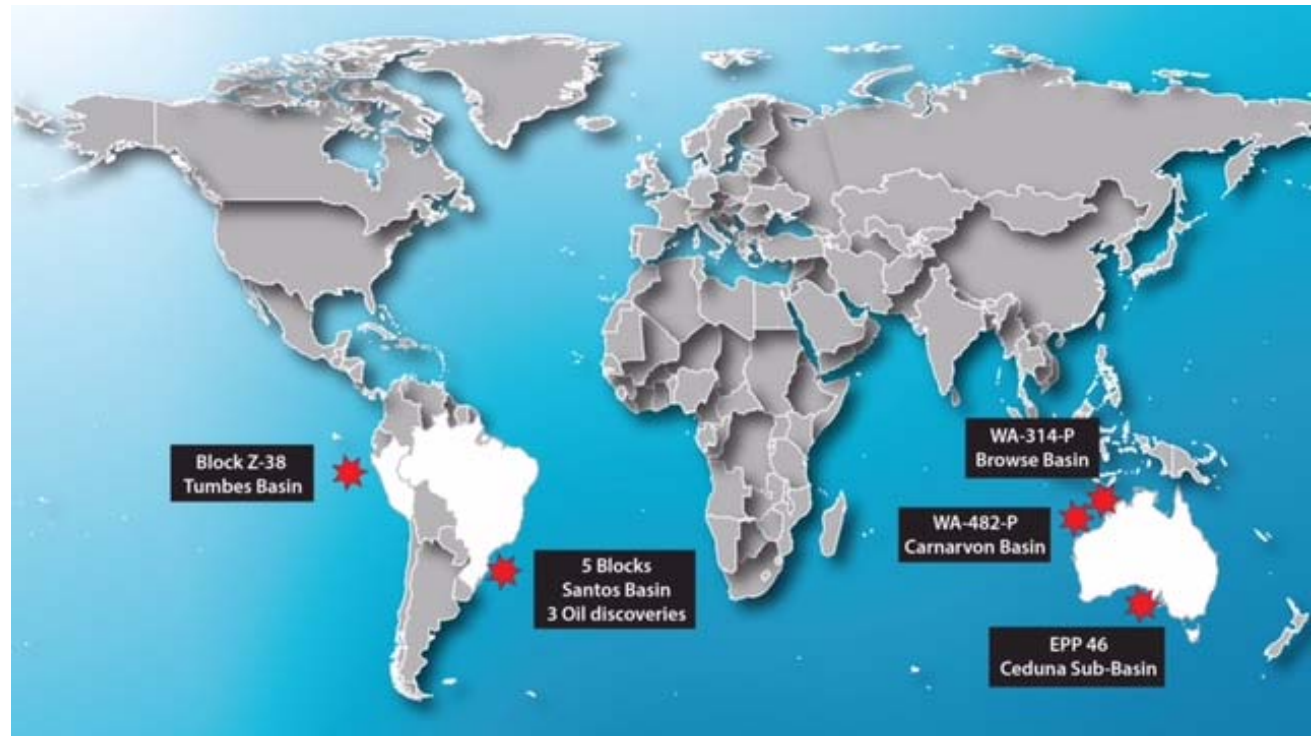 Block Z-38
Tumbes Basin
5 Blocks
Santos Basin
3 Oil discoveries
WA-314-P
Browse Basin
WA-482-P
Carnarvon Basin
EPP 46
Ceduna Sub-Basin